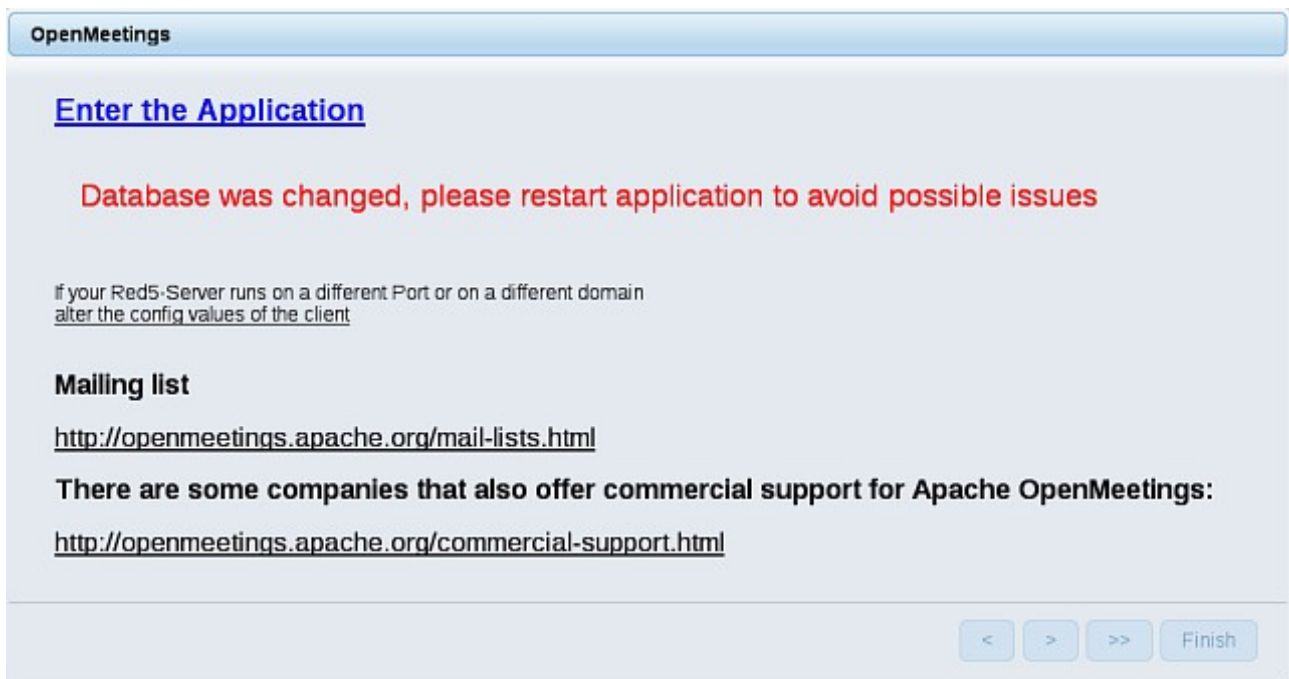 OpenMeetings
Enter the Application
Database was changed, please restart application to avoid possible issues
If your Red5-Server runs on a different Port or on a different domain
alter the config values of the client
Mailing list
http://openmeetings.apache.org/mail-lists.html
There are some companies that also offer commercial support for Apache OpenMeetings:
http://openmeetings.apache.org/commercial-support.html
< > >> Finish